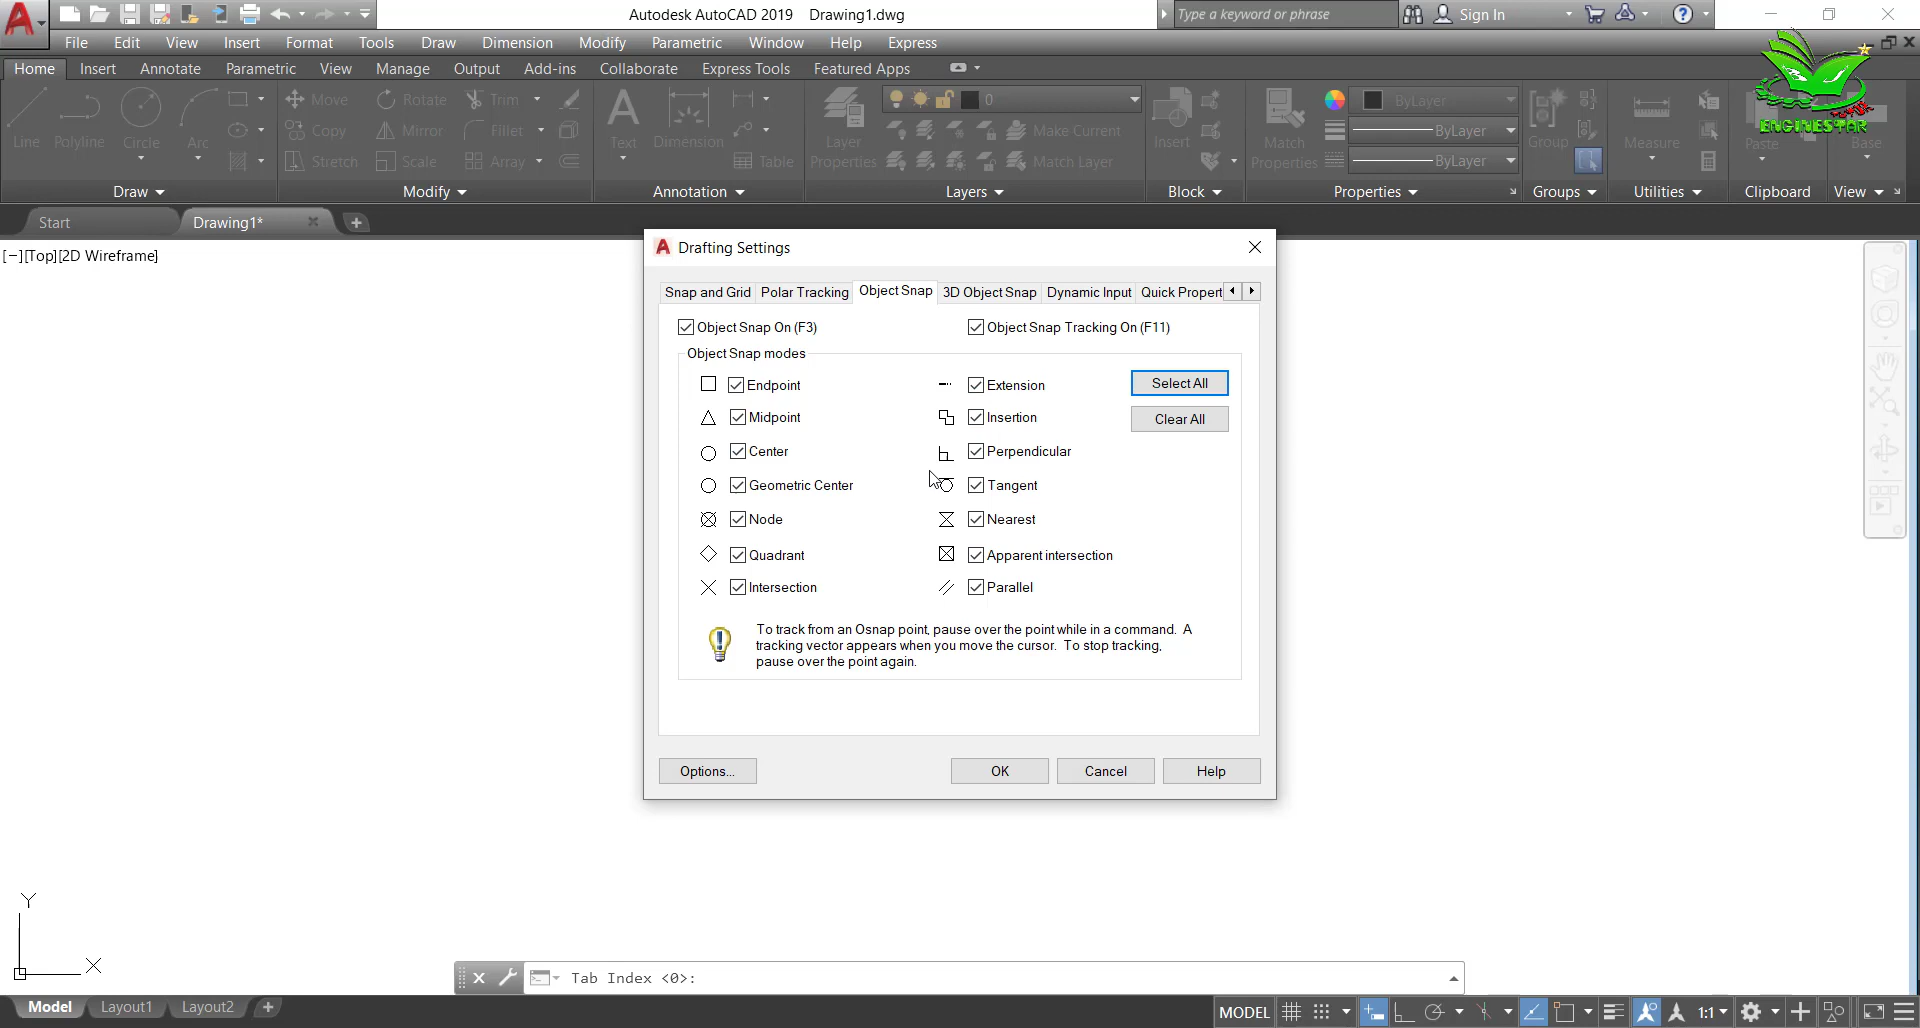 Autodesk AutoCAD 2019 Drawing1.dwg
Type a keyword or phrase
Sign In
File Edit View Insert Format Tools Draw Dimension Modify Parametric Window Help Express
Home Insert Annotate Parametric View Manage Output Add-ins Collaborate Express Tools Featured Apps
ENGINESTAR
Line Polyline Circle Arc
Move Rotate Trim
Copy Mirror Fillet
Stretch Scale Array
Text Dimension Table
Layer Properties
0
Make Current
Match Layer
Insert
Match Properties
ByLayer
ByLayer
ByLayer
Group Measure Paste Base
Draw Modify Annotation Layers Block Properties Groups Utilities Clipboard View
Start Drawing1*
[−][Top][2D Wireframe]
Drafting Settings
Snap and Grid Polar Tracking Object Snap 3D Object Snap Dynamic Input Quick Propert
Object Snap On (F3) Object Snap Tracking On (F11)
Object Snap modes
Endpoint Extension Select All
Midpoint Insertion Clear All
Center Perpendicular
Geometric Center Tangent
Node Nearest
Quadrant Apparent intersection
Intersection Parallel
To track from an Osnap point, pause over the point while in a command. A
tracking vector appears when you move the cursor. To stop tracking,
pause over the point again.
Options... OK Cancel Help
Y
X
Tab Index <0>:
Model Layout1 Layout2
MODEL 1:1